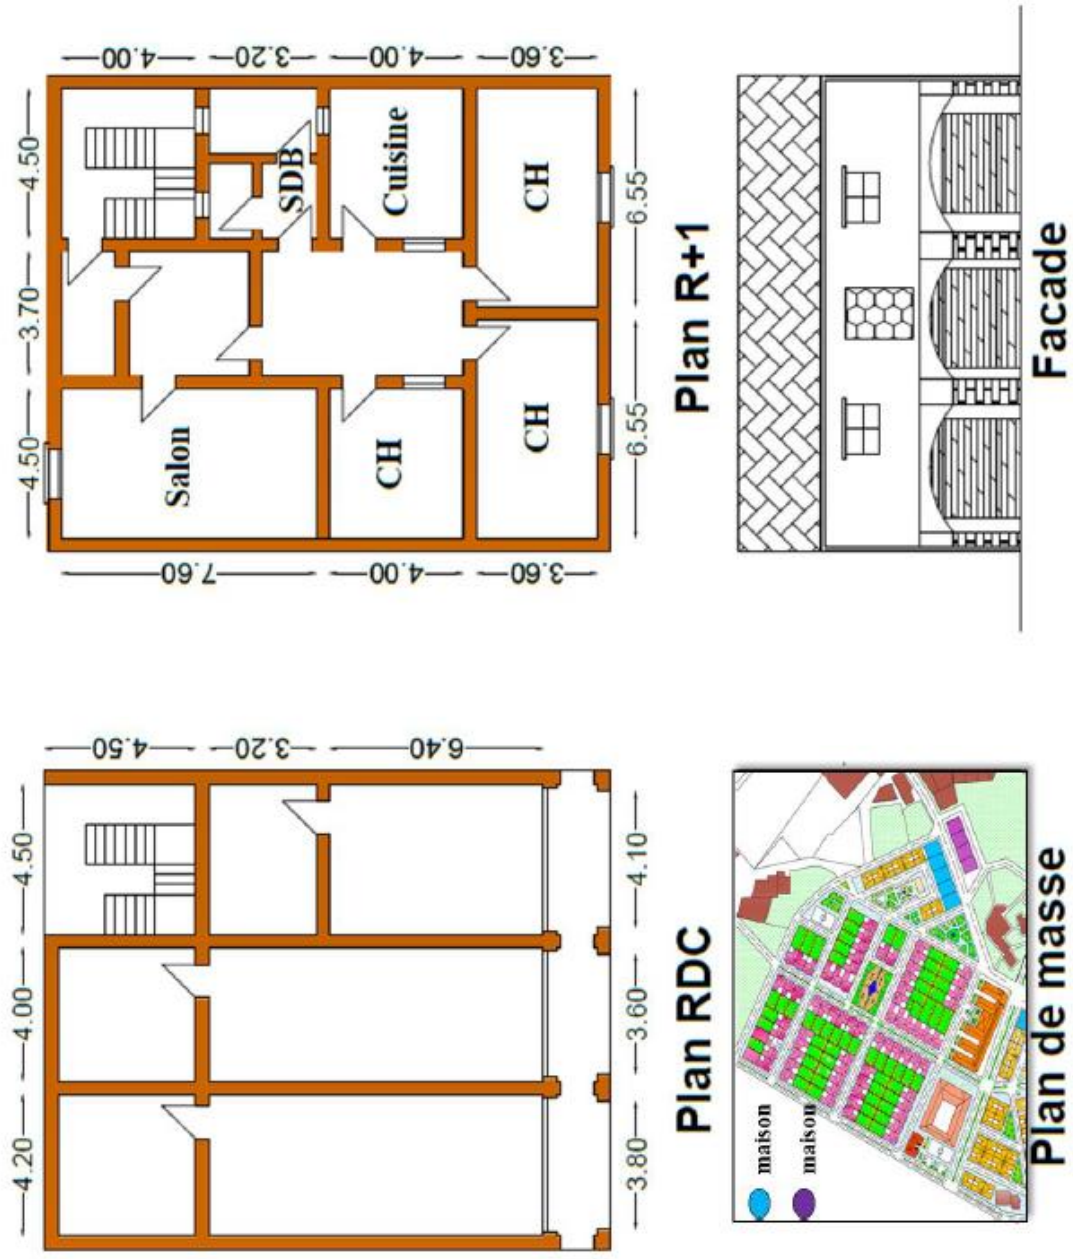 4.00
3.20
4.00
3.60
4.50
3.70
4.50
SDB
Cuisine
CH
Salon
CH
CH
6.55
6.55
7.60
4.00
3.60
Plan R+1
Facade
4.50
3.20
6.40
4.50
4.00
4.20
4.10
3.60
3.80
Plan RDC
maison
maison
Plan de masse